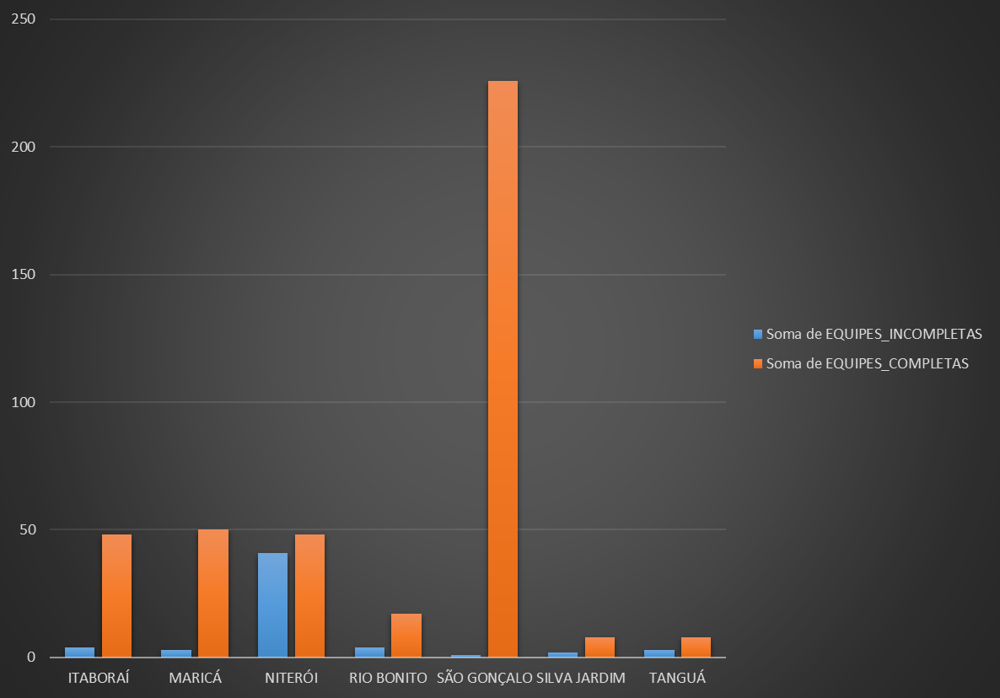 250
200
150
100
50
0
ITABORAÍ MARICÁ NITERÓI RIO BONITO SÃO GONÇALO SILVA JARDIM TANGUÁ
Soma de EQUIPES_INCOMPLETAS
Soma de EQUIPES_COMPLETAS